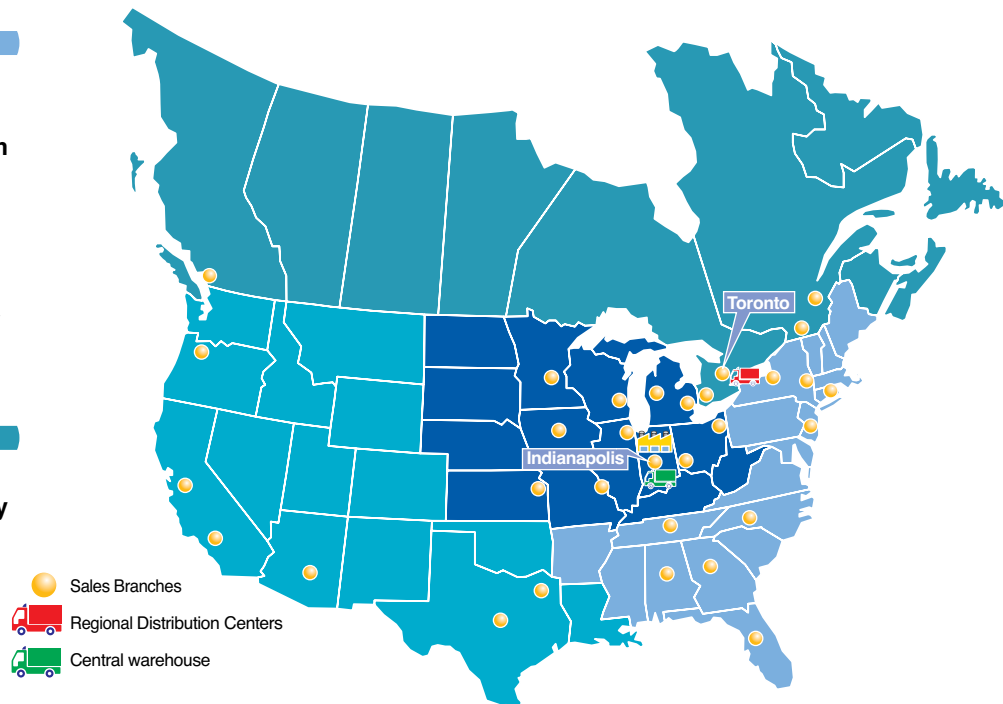 n
Toronto
Indianapolis
y
Sales Branches
Regional Distribution Centers
Central warehouse